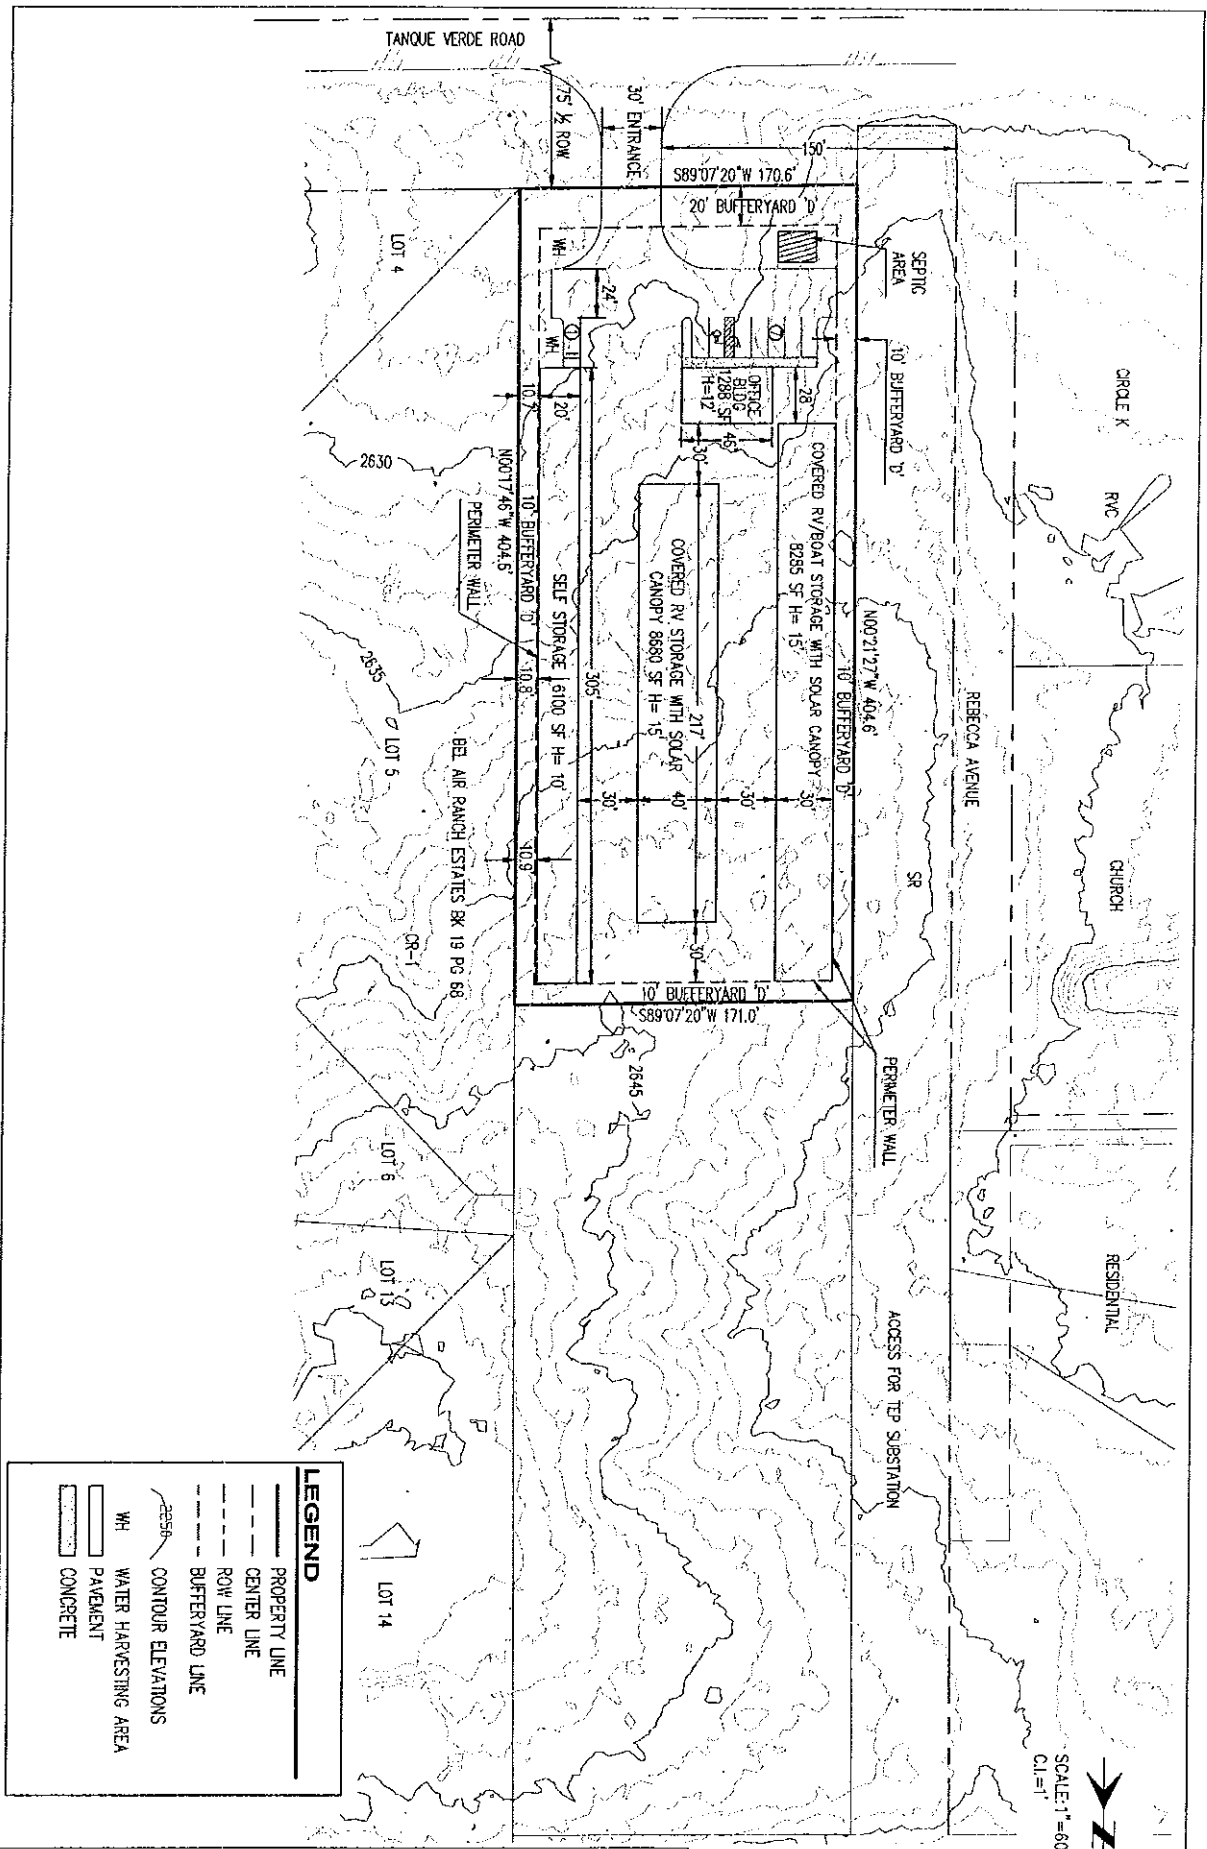 TANQUE VERDE ROAD
75' ½ ROW
30' ENTRANCE
150'
S89°07'20"W 170.6'
20' BUFFERYARD 'D'
SEPTIC
AREA
10' BUFFERYARD 'D'
CIRCLE K
RVC
LOT 4
WH
24'
1
WH
7
28'
OFFICE
BLDG
1288 SF
H=12'
46'
30'
10.7'
20'
2630
N00°17'46"W 404.6'
10' BUFFERYARD 'D'
PERIMETER WALL
SELF STORAGE 6100 SF H= 10'
305'
10.8'
10.9'
COVERED RV STORAGE WITH SOLAR
CANOPY 8680 SF H= 15'
217'
COVERED RV/BOAT STORAGE WITH SOLAR CANOPY
8285 SF H= 15'
N00°21'27"W 404.6'
10' BUFFERYARD 'D'
REBECCA AVENUE
30'
40'
30'
30'
30'
SR
CHURCH
2635
LOT 5
BEL AIR RANCH ESTATES BK 19 PG 68
CR-1
10' BUFFERYARD 'D'
S89°07'20"W 171.0'
2645
PERIMETER WALL
LOT 6
LOT 13
RESIDENTIAL
ACCESS FOR TEP SUBSTATION
LOT 14
SCALE:1"=60
C.I.=1'
N
LEGEND
PROPERTY LINE
CENTER LINE
ROW LINE
BUFFERYARD LINE
2250 CONTOUR ELEVATIONS
WH WATER HARVESTING AREA
PAVEMENT
CONCRETE